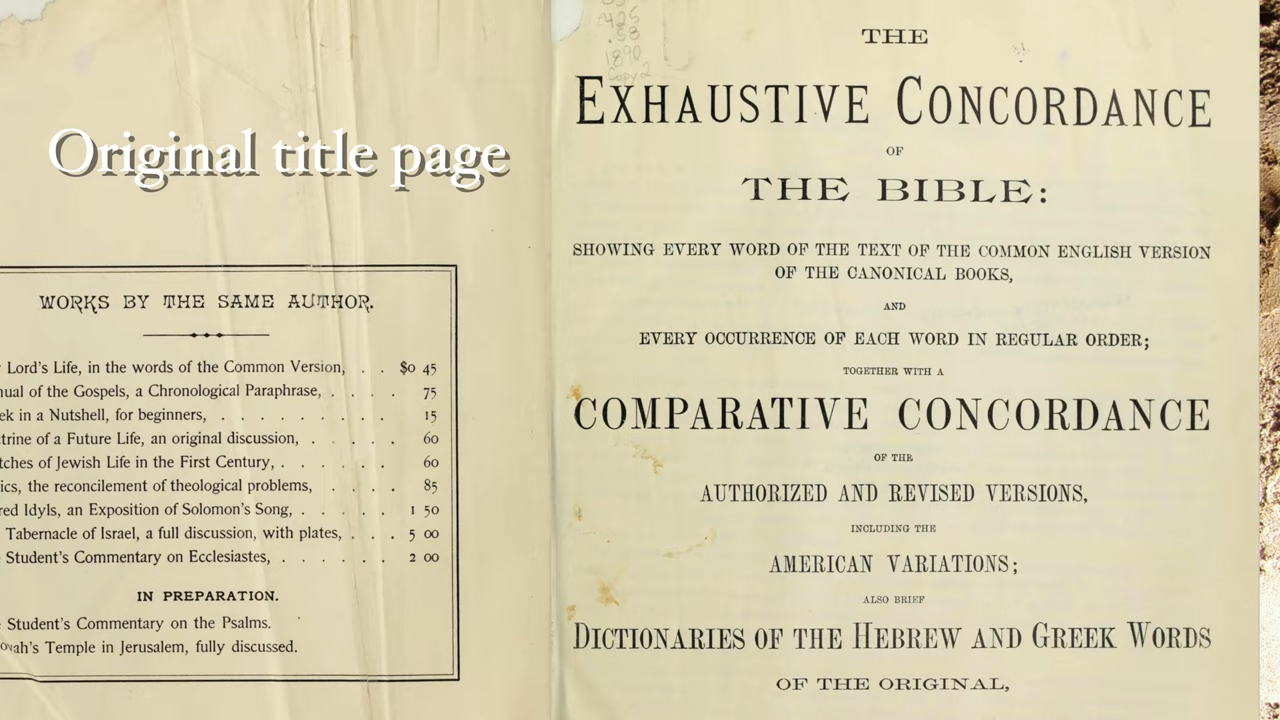 Original title page
WORKS BY THE SAME AUTHOR.
Lord's Life, in the words of the Common Version, . . $0 45
nual of the Gospels, a Chronological Paraphrase, . . . . 75
ek in a Nutshell, for beginners, . . . . . . . . . 15
trine of a Future Life, an original discussion, . . . . . 60
tches of Jewish Life in the First Century, . . . . . . 60
ics, the reconcilement of theological problems, . . . . 85
red Idyls, an Exposition of Solomon's Song, . . . . . 1 50
Tabernacle of Israel, a full discussion, with plates, . . . 5 00
Student's Commentary on Ecclesiastes, . . . . . . 2 00
IN PREPARATION.
Student's Commentary on the Psalms.
ovah's Temple in Jerusalem, fully discussed.
425
.S8
1890
Copy 2
THE
EXHAUSTIVE CONCORDANCE
OF
THE BIBLE:
SHOWING EVERY WORD OF THE TEXT OF THE COMMON ENGLISH VERSION
OF THE CANONICAL BOOKS,
AND
EVERY OCCURRENCE OF EACH WORD IN REGULAR ORDER;
TOGETHER WITH A
COMPARATIVE CONCORDANCE
OF THE
AUTHORIZED AND REVISED VERSIONS,
INCLUDING THE
AMERICAN VARIATIONS;
ALSO BRIEF
DICTIONARIES OF THE HEBREW AND GREEK WORDS
OF THE ORIGINAL,